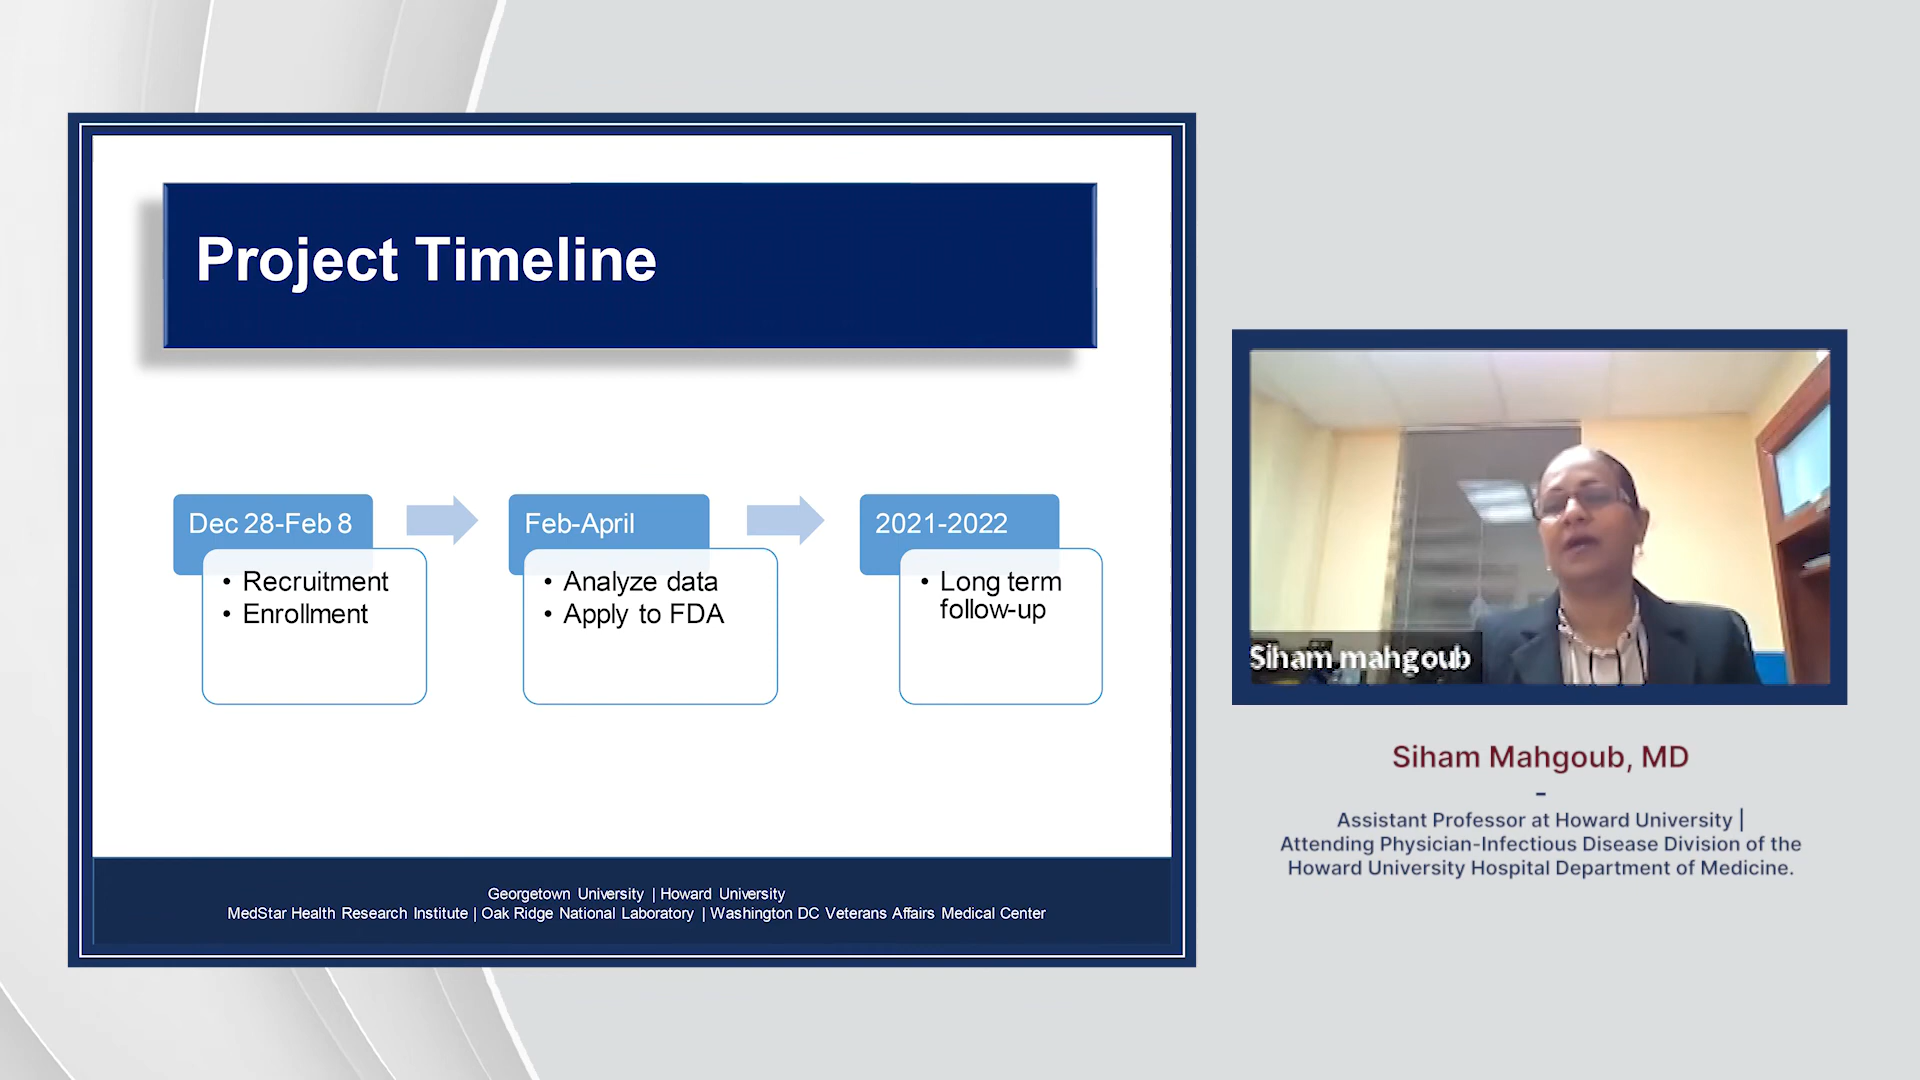 Project Timeline
Dec 28-Feb 8
• Recruitment
• Enrollment
Feb-April
• Analyze data
• Apply to FDA
2021-2022
• Long term
follow-up
Georgetown University | Howard University
MedStar Health Research Institute | Oak Ridge National Laboratory | Washington DC Veterans Affairs Medical Center
Siham mahgoub
Siham Mahgoub, MD
-
Assistant Professor at Howard University |
Attending Physician-Infectious Disease Division of the
Howard University Hospital Department of Medicine.